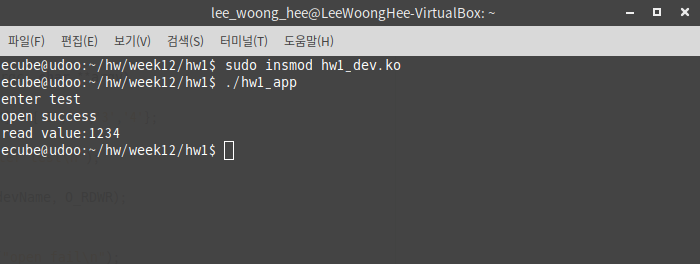 lee_woong_hee@LeeWoongHee-VirtualBox: ~
파일(F) 편집(E) 보기(V) 검색(S) 터미널(T) 도움말(H)
ecube@udoo:~/hw/week12/hw1$ sudo insmod hw1_dev.ko
ecube@udoo:~/hw/week12/hw1$ ./hw1_app
enter test
open success
read value:1234
ecube@udoo:~/hw/week12/hw1$
devName, O_RDWR);